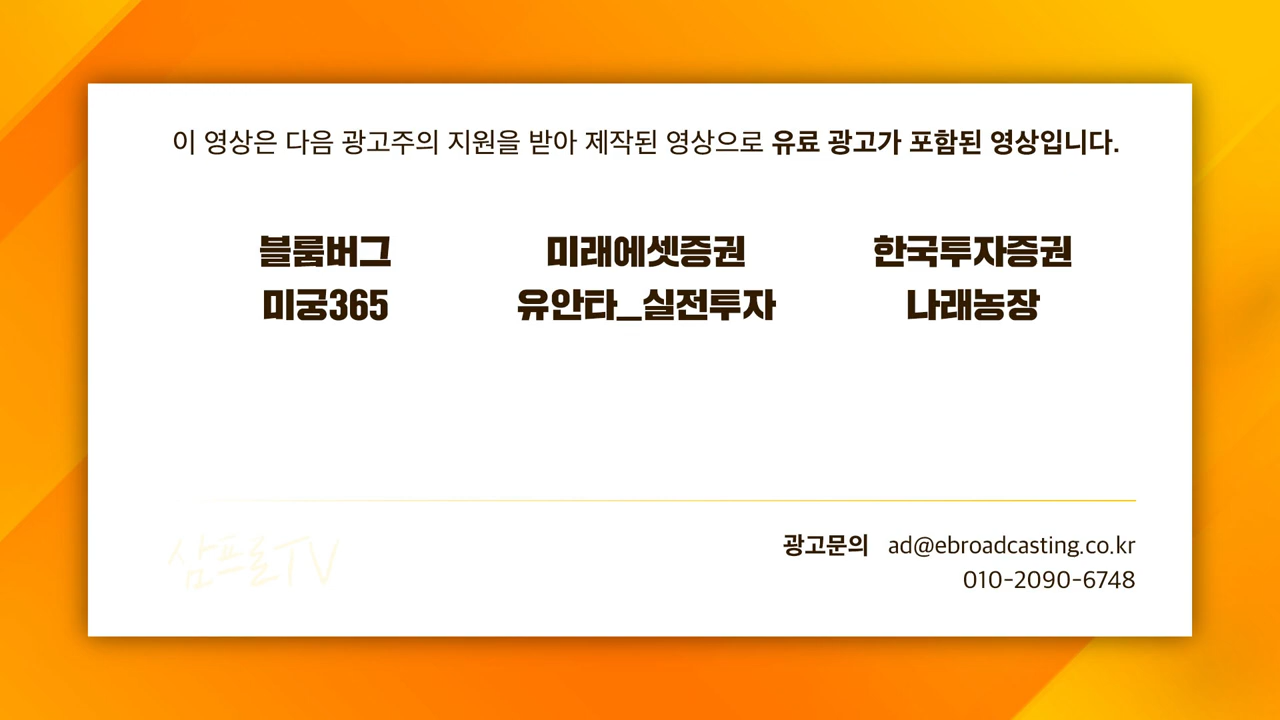 이 영상은 다음 광고주의 지원을 받아 제작된 영상으로 유료 광고가 포함된 영상입니다.
블룸버그 미래에셋증권 한국투자증권
미궁365 유안타_실전투자 나래농장
삼프로TV
광고문의 ad@ebroadcasting.co.kr
010-2090-6748